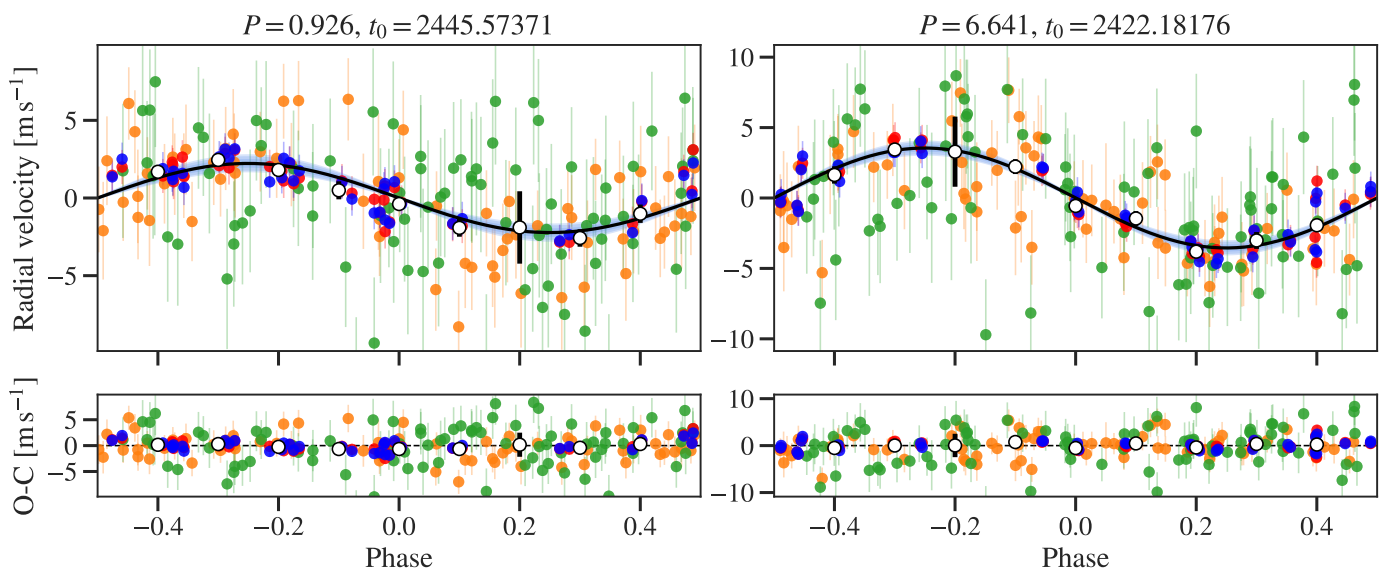 P = 0.926, t₀ = 2445.57371
P = 6.641, t₀ = 2422.18176
Radial velocity [m s⁻¹]
5
0
−5
10
5
0
−5
−10
O-C [m s⁻¹]
5
0
−5
10
0
−10
−0.4 −0.2 0.0 0.2 0.4
−0.4 −0.2 0.0 0.2 0.4
Phase
Phase